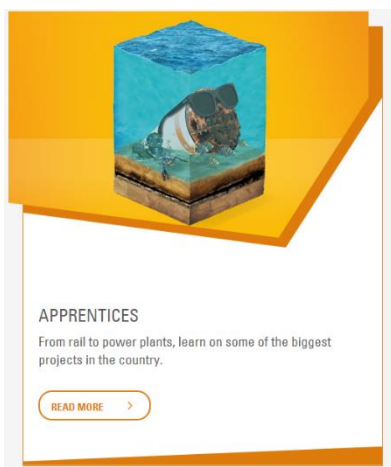 APPRENTICES
From rail to power plants, learn on some of the biggest
projects in the country.
READ MORE